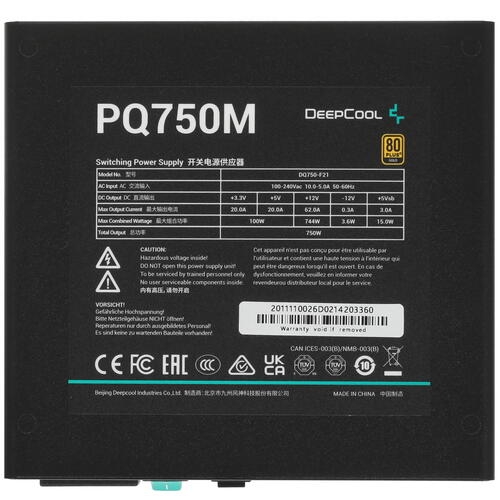 PQ750M
DEEPCOOL
80
PLUS
GOLD
Switching Power Supply 开关电源供应器
Model No. 型号 DQ750-F21
AC Input AC 交流输入 100-240Vac 10.0-5.0A 50-60Hz
DC Output DC 直流输出 +3.3V +5V +12V -12V +5Vsb
Max Output Current 最大输出电流 20.0A 20.0A 62.0A 0.3A 3.0A
Max Combined Wattage 最大组合功率 100W 744W 3.6W 15.0W
Total Output 总功率 750W
CAUTION!
Hazardous voltage inside!
DO NOT open this power supply unit!
To be serviced by trained personnel only.
No user serviceable components inside.
内有高压, 请勿打开
Cet appareil n'est pas conçu pour être utilisable par
l'utilisateur et contient une haute tension à l'intérieur qui
peut être dangereux s'il est ouvert. En cas de
dysfonctionnement, veuillez en informer votre
revendeurou distributeur local pour le service.
VORSICHT!
Gefährliche Hochspannung!
Bitte Netzteilgehäuse NICHT öffnen!
Reparaturen nur durch ausgebildetes Personal!
Es sind keine zu wartenden Bauteile enthalten!
2011110026D0214203360
Warranty void if removed
CAN ICES-003(B)/NMB-003(B)
CE FC EAC CCC UK CA TÜV TÜV 10
Beijing Deepcool Industries Co., Ltd. 制造商: 北京市九州风神科技股份有限公司
MADE IN CHINA 中国制造